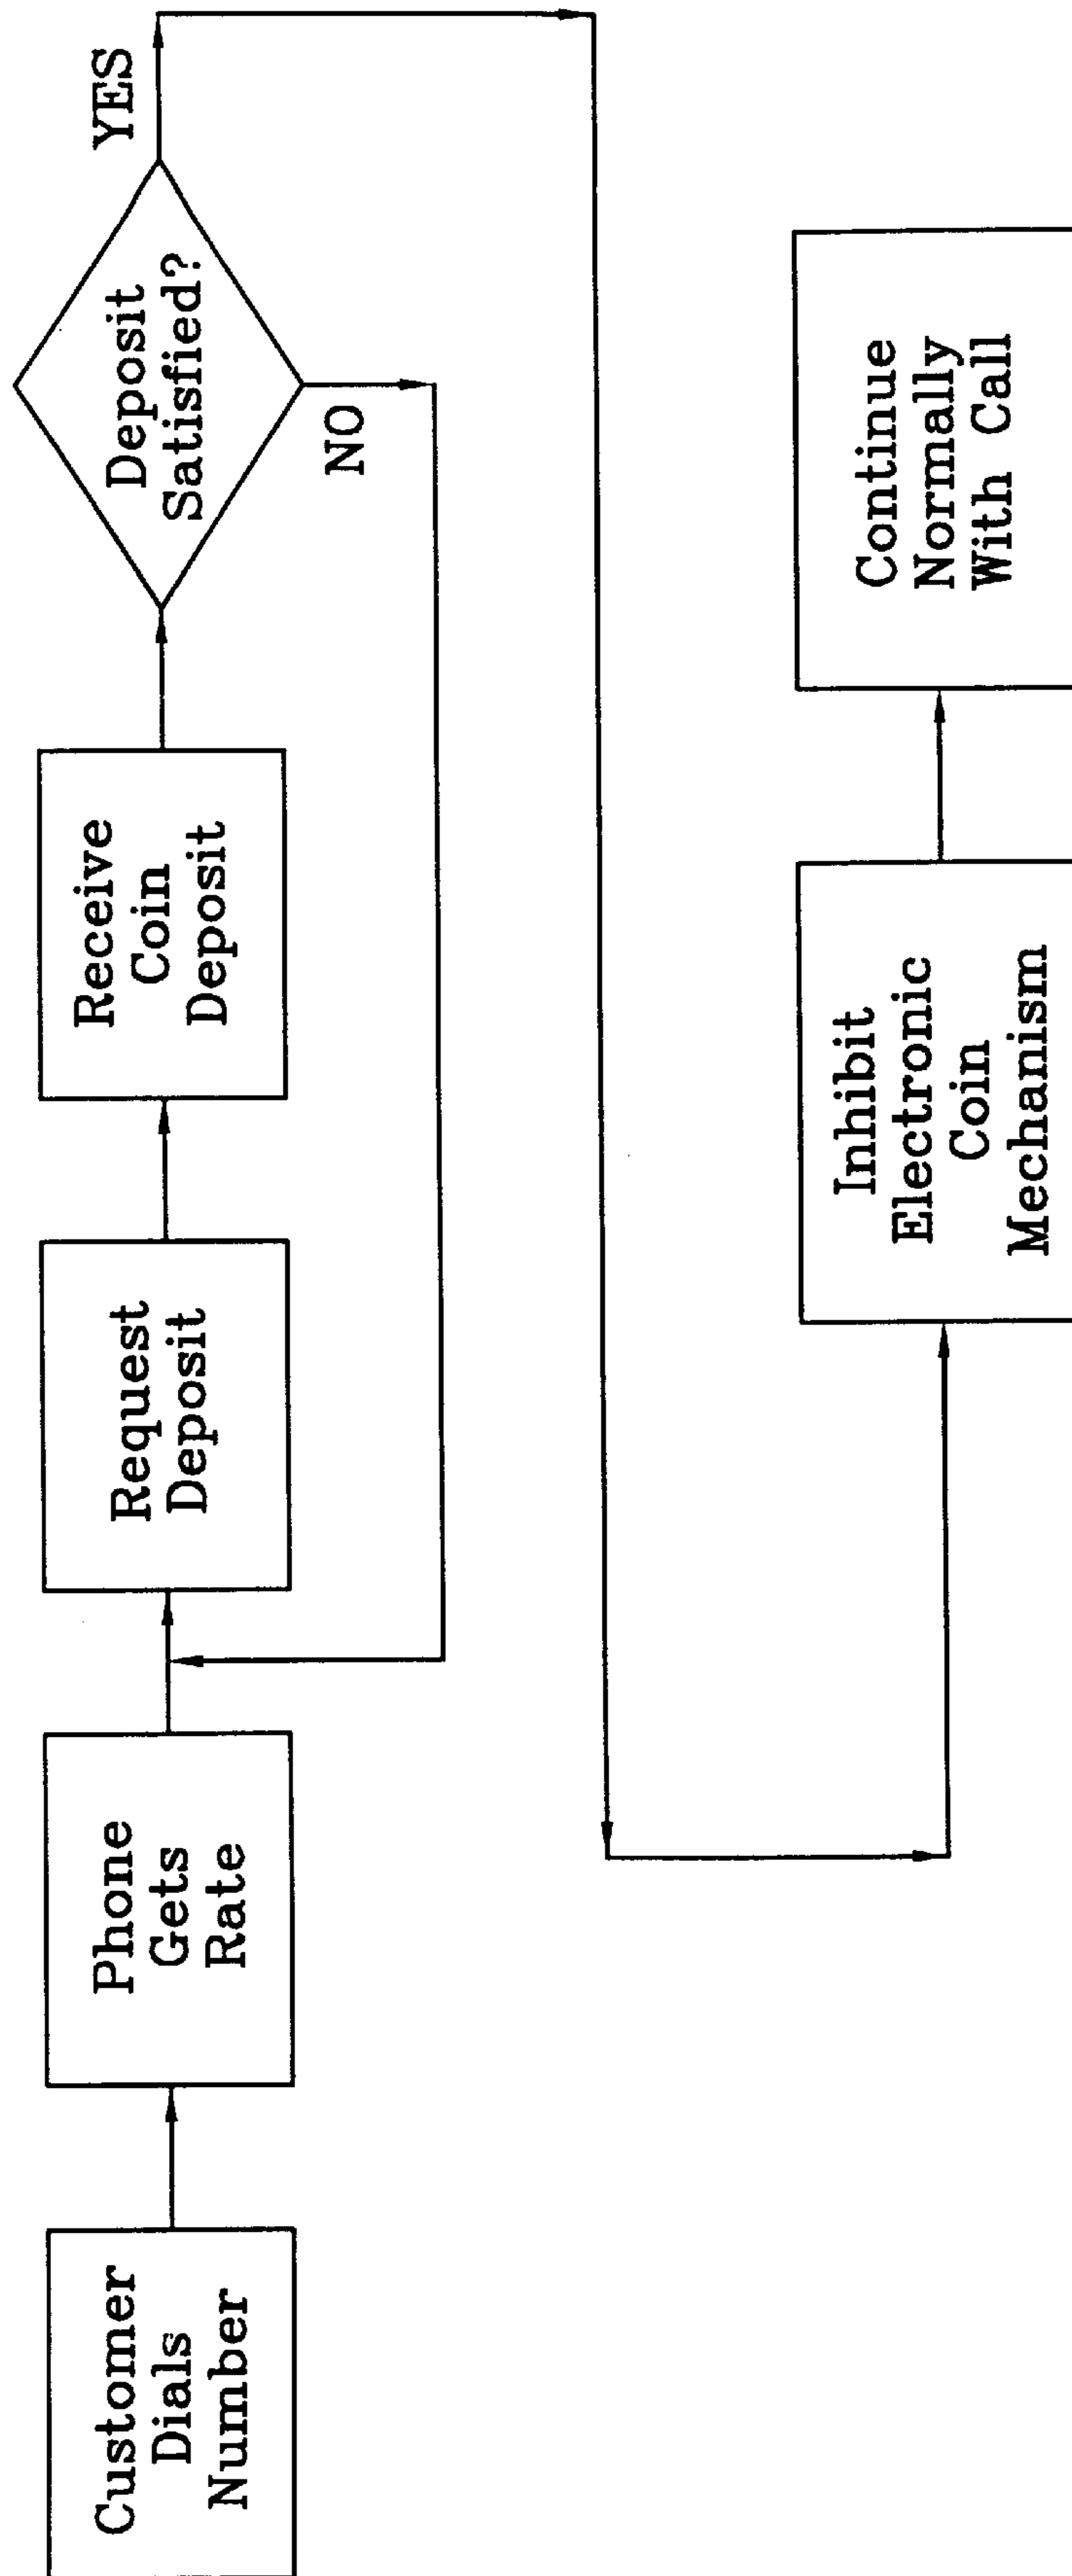 Customer
Dials
Number
Phone
Gets
Rate
Request
Deposit
Receive
Coin
Deposit
Deposit
Satisfied?
YES
NO
Inhibit
Electronic
Coin
Mechanism
Continue
Normally
With Call